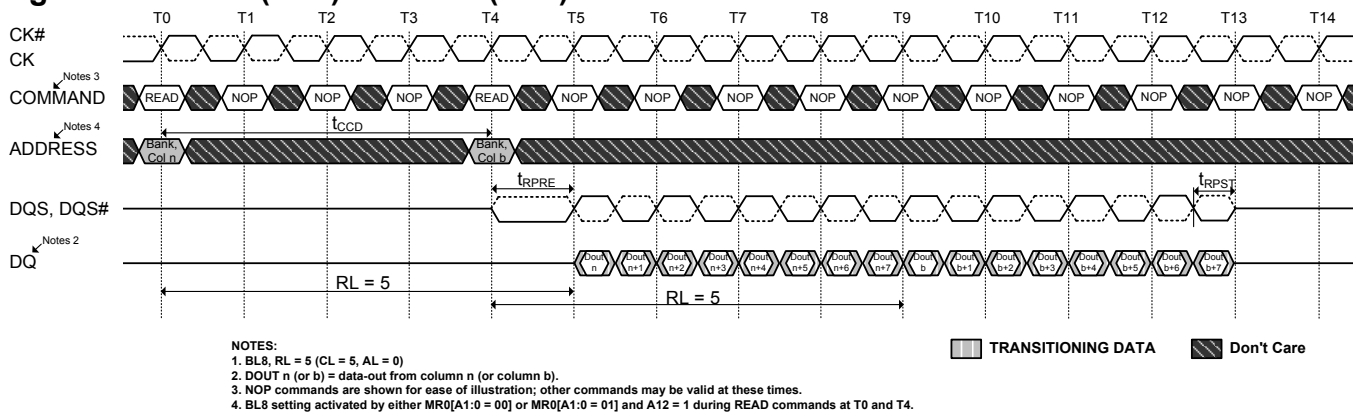 T0 T1 T2 T3 T4 T5 T6 T7 T8 T9 T10 T11 T12 T13 T14
CK#
CK
Notes 3
COMMAND READ NOP NOP NOP READ NOP NOP NOP NOP NOP NOP NOP NOP NOP NOP
tCCD
Notes 4
ADDRESS Bank, Col n Bank, Col b
tRPRE tRPST
DQS, DQS#
Notes 2
DQ Dout n Dout n+1 Dout n+2 Dout n+3 Dout n+4 Dout n+5 Dout n+6 Dout n+7 Dout b Dout b+1 Dout b+2 Dout b+3 Dout b+4 Dout b+5 Dout b+6 Dout b+7
RL = 5 RL = 5
NOTES:
1. BL8, RL = 5 (CL = 5, AL = 0)
2. DOUT n (or b) = data-out from column n (or column b).
3. NOP commands are shown for ease of illustration; other commands may be valid at these times.
4. BL8 setting activated by either MR0[A1:0 = 00] or MR0[A1:0 = 01] and A12 = 1 during READ commands at T0 and T4.
TRANSITIONING DATA Don't Care